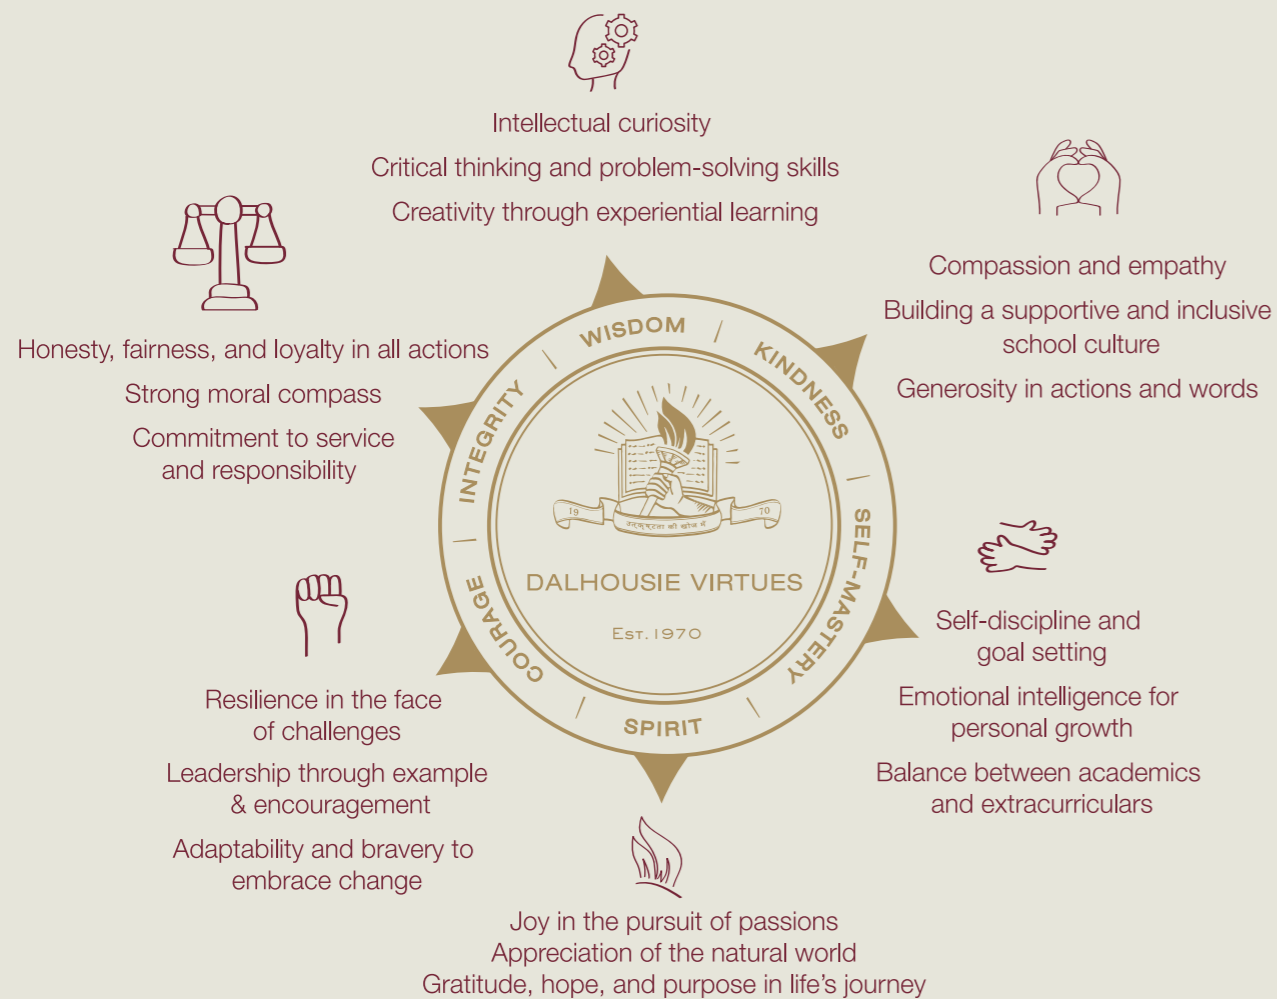 Intellectual curiosity
Critical thinking and problem-solving skills
Creativity through experiential learning
Compassion and empathy
Building a supportive and inclusive
school culture
Generosity in actions and words
Self-discipline and
goal setting
Emotional intelligence for
personal growth
Balance between academics
and extracurriculars
Joy in the pursuit of passions
Appreciation of the natural world
Gratitude, hope, and purpose in life's journey
Resilience in the face
of challenges
Leadership through example
& encouragement
Adaptability and bravery to
embrace change
Honesty, fairness, and loyalty in all actions
Strong moral compass
Commitment to service
and responsibility
WISDOM
KINDNESS
SELF-MASTERY
SPIRIT
COURAGE
INTEGRITY
19
उत्कृष्टता की खोज में
70
DALHOUSIE VIRTUES
EST. 1970